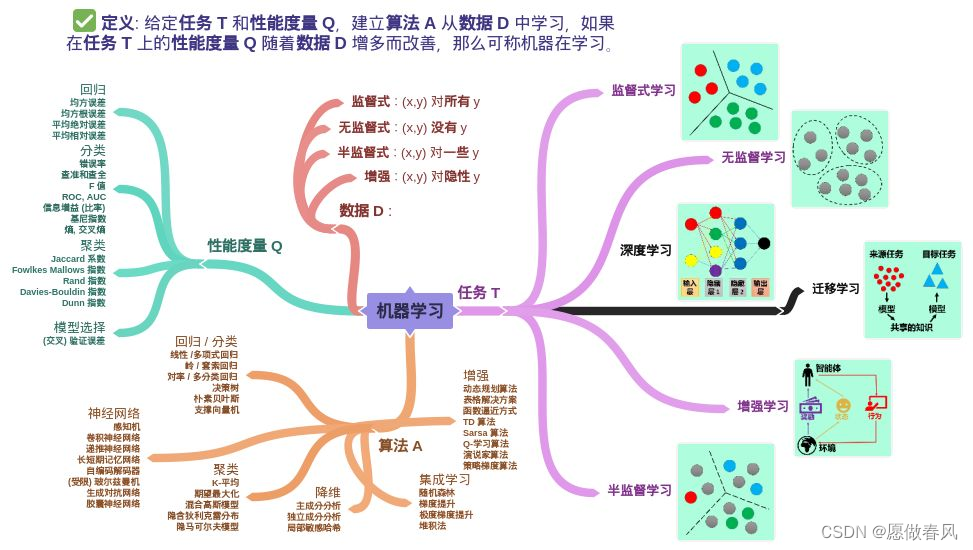 定义: 给定任务 T 和性能度量 Q，建立算法 A 从数据 D 中学习，如果
在任务 T 上的性能度量 Q 随着数据 D 增多而改善，那么可称机器在学习。
回归
均方误差
均方根误差
平均绝对误差
平均相对误差
分类
错误率
查准和查全
F 值
ROC, AUC
信息增益 (比率)
基尼指数
熵, 交叉熵
聚类
Jaccard 系数
Fowlkes Mallows 指数
Rand 指数
Davies-Bouldin 指数
Dunn 指数
模型选择
(交叉) 验证误差
性能度量 Q
监督式 : (x,y) 对所有 y
无监督式 : (x,y) 没有 y
半监督式 : (x,y) 对一些 y
增强 : (x,y) 对隐性 y
数据 D :
机器学习
任务 T
监督式学习
无监督学习
深度学习
输入层
隐藏层 1
隐藏层 2
输出层
迁移学习
来源任务
目标任务
模型
模型
共享的知识
增强学习
智能体
奖励
状态
行为
环境
半监督学习
算法 A
回归 / 分类
线性 /多项式回归
岭 / 套索回归
对率 / 多分类回归
决策树
朴素贝叶斯
支撑向量机
神经网络
感知机
卷积神经网络
递推神经网络
长短期记忆网络
自编码解码器
(受限) 玻尔兹曼机
生成对抗网络
胶囊神经网络
聚类
K-平均
期望最大化
混合高斯模型
隐含狄利克雷分布
隐马可尔夫模型
降维
主成分分析
独立成分分析
局部敏感哈希
集成学习
随机森林
梯度提升
极度梯度提升
堆积法
增强
动态规划算法
表格解决方案
函数逼近方式
TD 算法
Sarsa 算法
Q-学习算法
演说家算法
策略梯度算法
CSDN @愿做春风